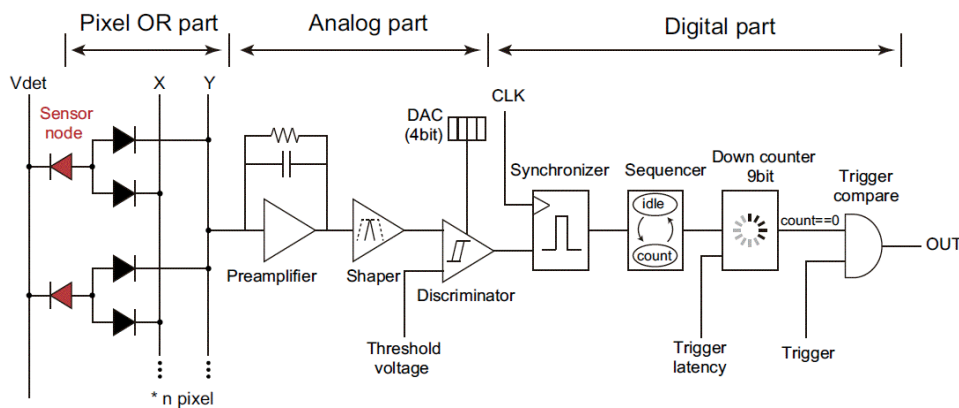 Pixel OR part
Analog part
Digital part
Vdet
X
Y
Sensor
node
* n pixel
Preamplifier
Shaper
DAC
(4bit)
Discriminator
Threshold
voltage
CLK
Synchronizer
Sequencer
idle
count
Down counter
9bit
Trigger
latency
count==0
Trigger
compare
Trigger
OUT